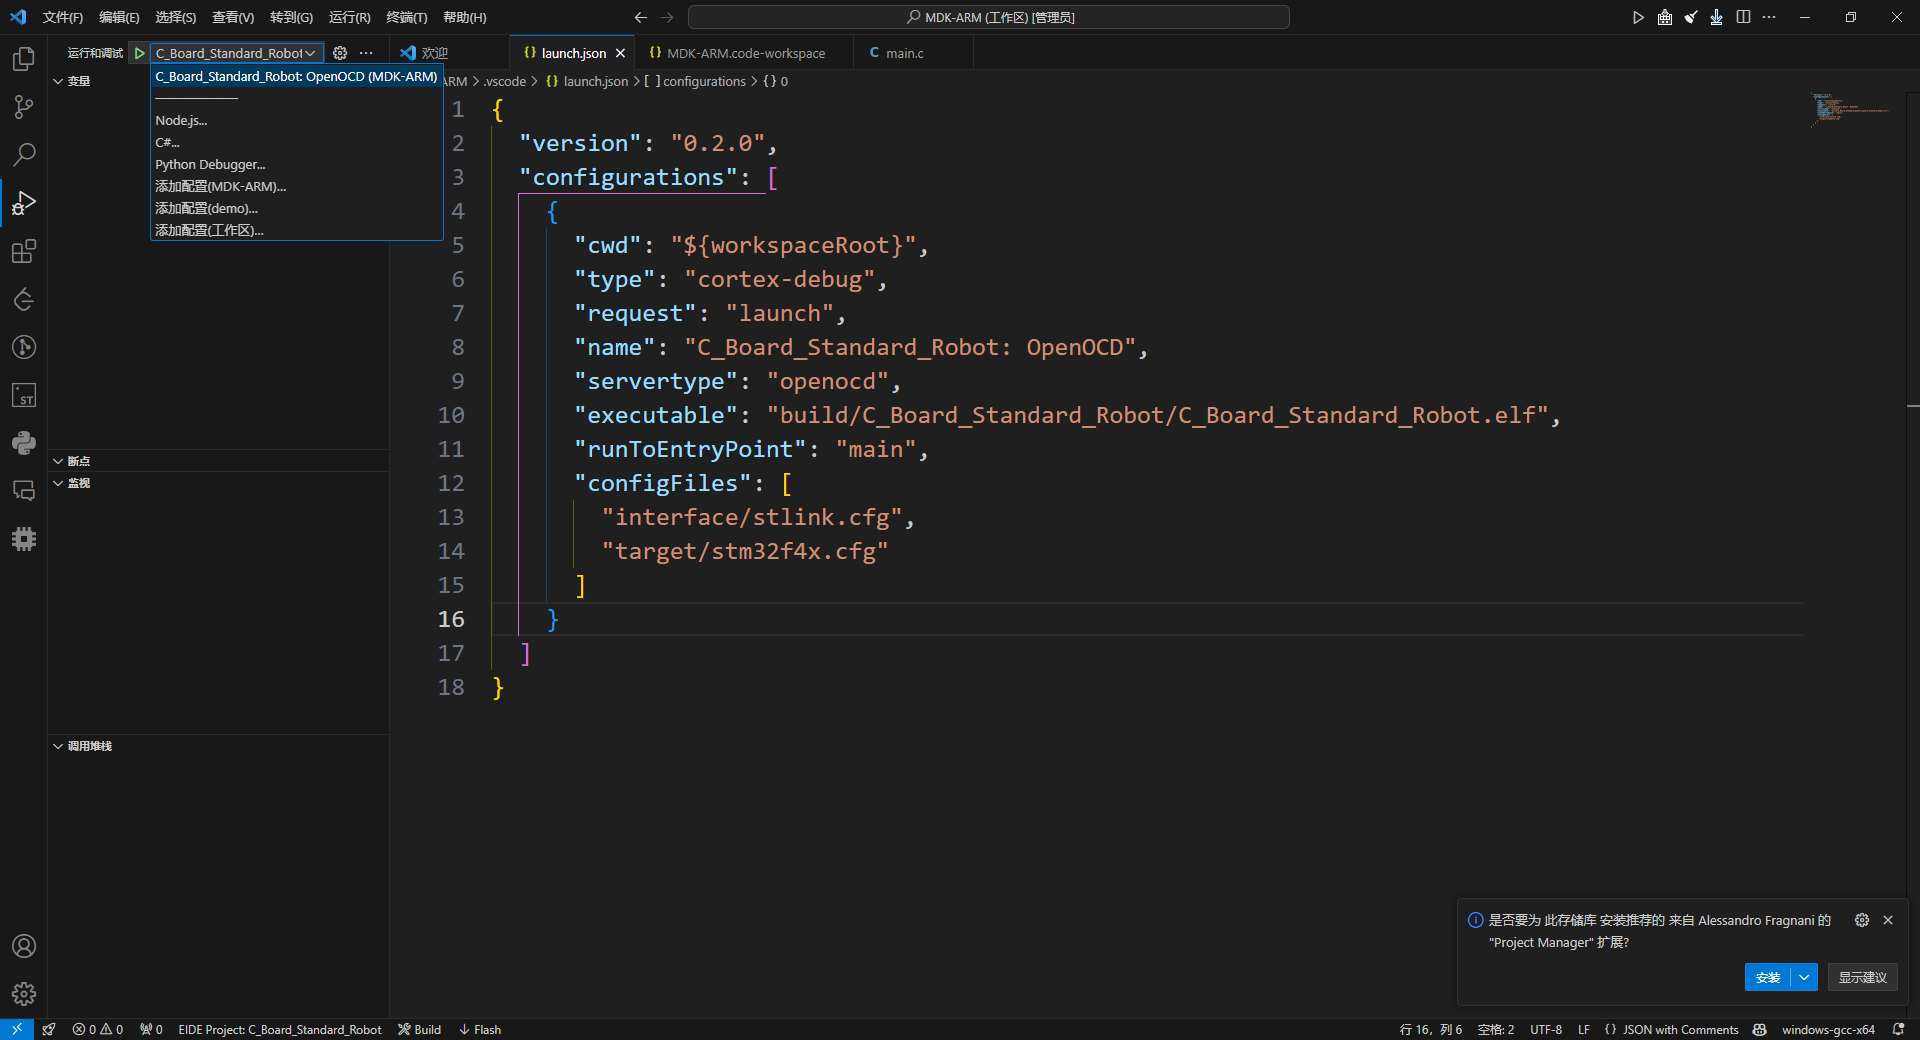 文件(F) 编辑(E) 选择(S) 查看(V) 转到(G) 运行(R) 终端(T) 帮助(H)
MDK-ARM (工作区) [管理员]
运行和调试
C_Board_Standard_Robot
欢迎
{} launch.json
{} MDK-ARM.code-workspace
C main.c
C_Board_Standard_Robot: OpenOCD (MDK-ARM)
Node.js...
C#...
Python Debugger...
添加配置(MDK-ARM)...
添加配置(demo)...
添加配置(工作区)...
变量
ARM > .vscode > {} launch.json > [ ] configurations > {} 0
1 {
2 "version": "0.2.0",
3 "configurations": [
4 {
5 "cwd": "${workspaceRoot}",
6 "type": "cortex-debug",
7 "request": "launch",
8 "name": "C_Board_Standard_Robot: OpenOCD",
9 "servertype": "openocd",
10 "executable": "build/C_Board_Standard_Robot/C_Board_Standard_Robot.elf",
11 "runToEntryPoint": "main",
12 "configFiles": [
13 "interface/stlink.cfg",
14 "target/stm32f4x.cfg"
15 ]
16 }
17 ]
18 }
断点
监视
调用堆栈
ST
是否要为 此存储库 安装推荐的 来自 Alessandro Fragnani 的
"Project Manager" 扩展?
安装
显示建议
0 0 0 EIDE Project: C_Board_Standard_Robot Build Flash
行 16，列 6 空格: 2 UTF-8 LF {} JSON with Comments windows-gcc-x64